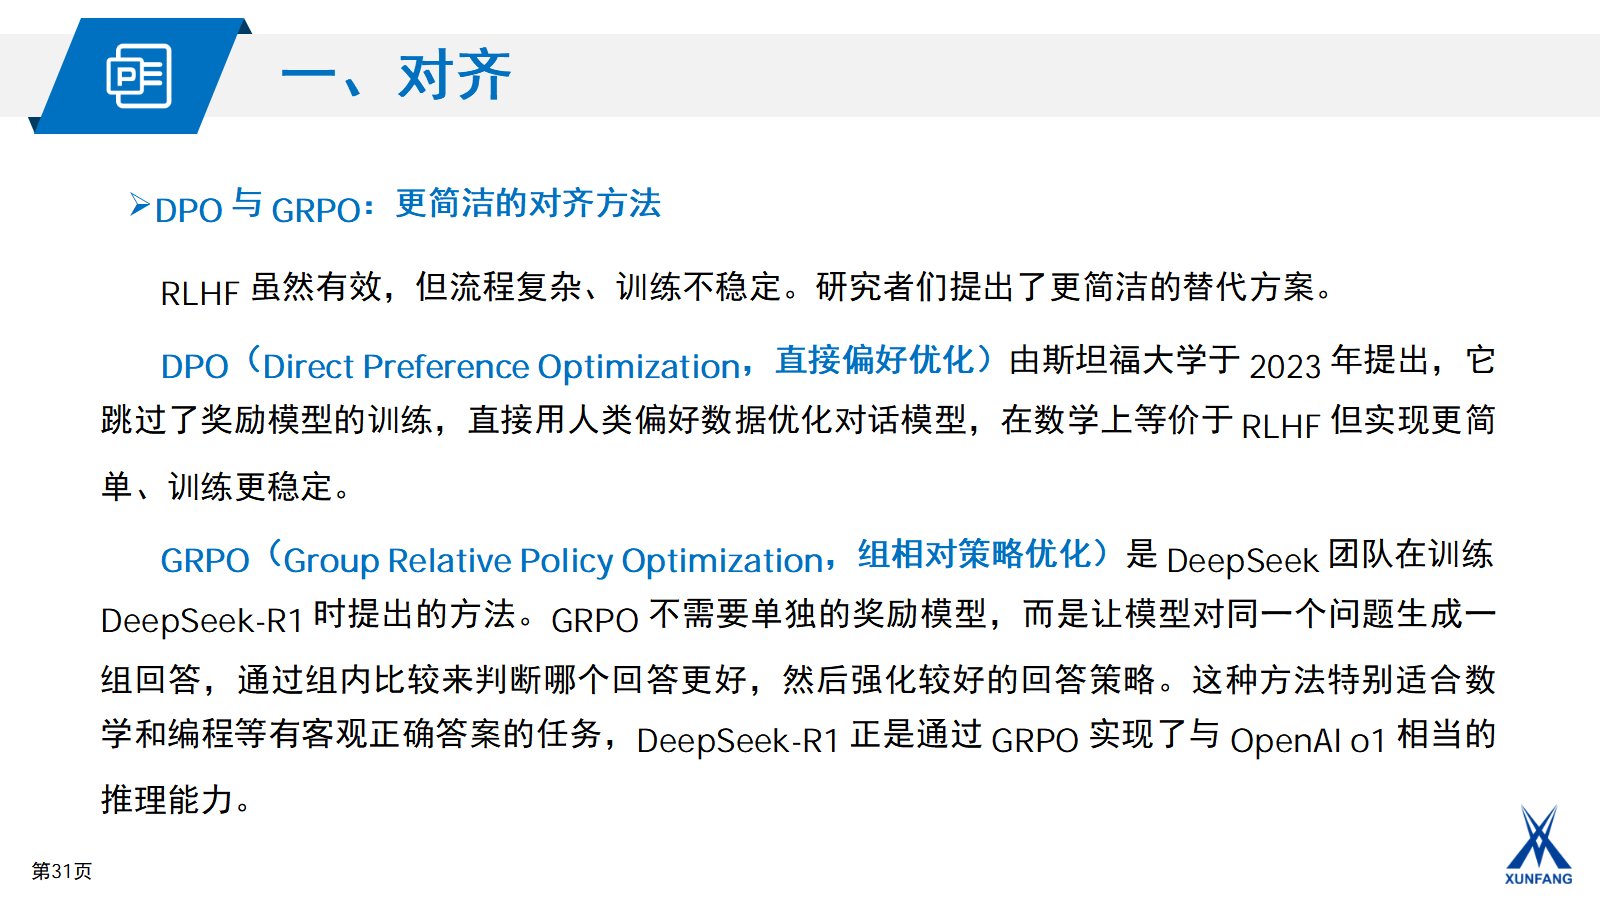 一、对齐
➢DPO 与 GRPO：更简洁的对齐方法
RLHF 虽然有效，但流程复杂、训练不稳定。研究者们提出了更简洁的替代方案。
DPO（Direct Preference Optimization，直接偏好优化）由斯坦福大学于 2023 年提出，它
跳过了奖励模型的训练，直接用人类偏好数据优化对话模型，在数学上等价于 RLHF 但实现更简
单、训练更稳定。
GRPO（Group Relative Policy Optimization，组相对策略优化）是 DeepSeek 团队在训练
DeepSeek-R1 时提出的方法。GRPO 不需要单独的奖励模型，而是让模型对同一个问题生成一
组回答，通过组内比较来判断哪个回答更好，然后强化较好的回答策略。这种方法特别适合数
学和编程等有客观正确答案的任务，DeepSeek-R1 正是通过 GRPO 实现了与 OpenAI o1 相当的
推理能力。
第31页
XUNFANG